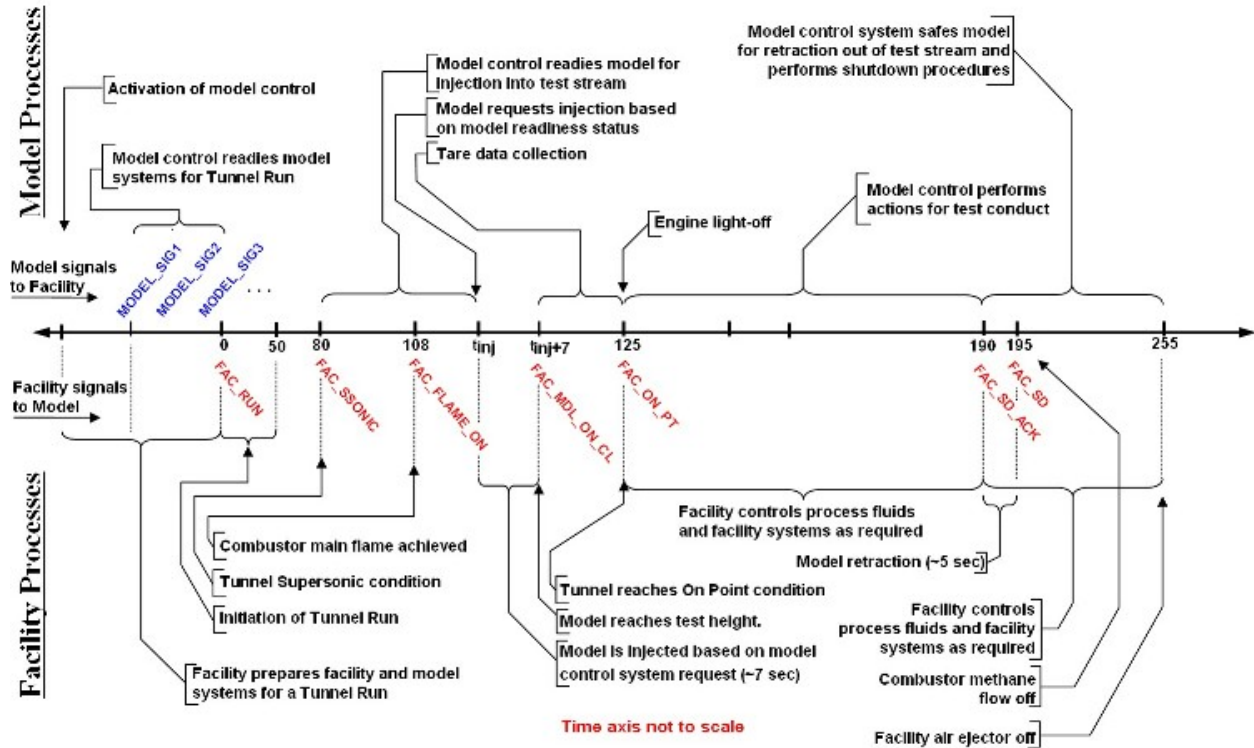 Model Processes
Activation of model control
Model control readies model
systems for Tunnel Run
Model control readies model for
injection into test stream
Model requests injection based
on model readiness status
Tare data collection
Model control system safes model
for retraction out of test stream and
performs shutdown procedures
Model control performs
actions for test conduct
Engine light-off
Model signals
to Facility
MODEL_SIG1
MODEL_SIG2
MODEL_SIG3
. . .
0
50
80
108
tinj
tinj+7
125
190
195
255
Facility signals
to Model
FAC_RUN
FAC_SSONIC
FAC_FLAME_ON
FAC_MDL_ON_CL
FAC_ON_PT
FAC_SD_ACK
FAC_SD
Facility Processes
Combustor main flame achieved
Tunnel Supersonic condition
Initiation of Tunnel Run
Facility prepares facility and model
systems for a Tunnel Run
Facility controls process fluids
and facility systems as required
Model retraction (~5 sec)
Tunnel reaches On Point condition
Model reaches test height.
Model is injected based on model
control system request (~7 sec)
Facility controls
process fluids and facility
systems as required
Combustor methane
flow off
Facility air ejector off
Time axis not to scale